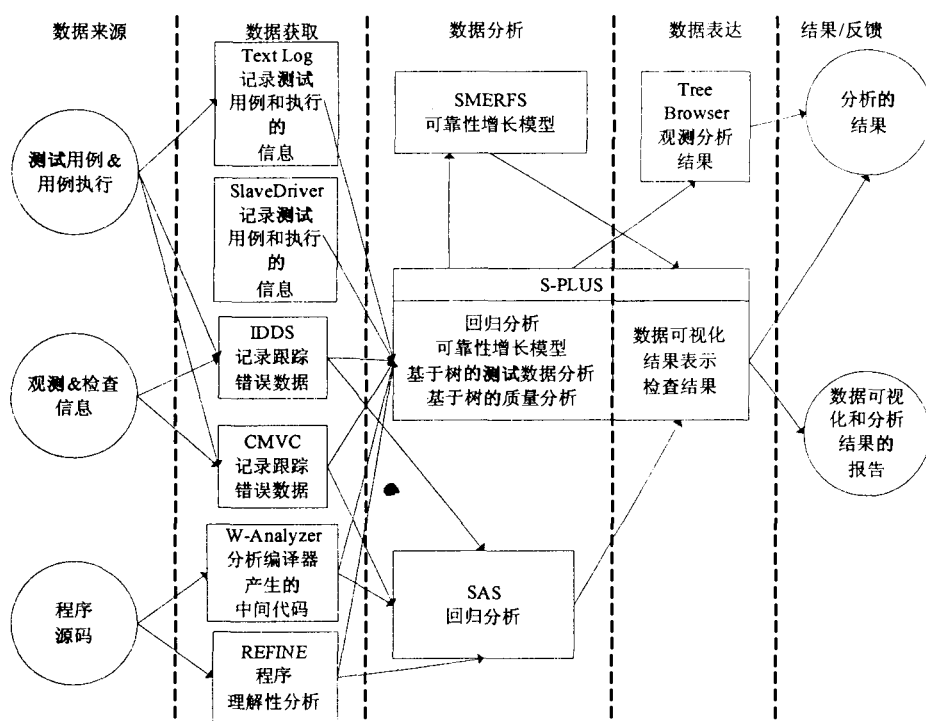 数据来源
数据获取
数据分析
数据表达
结果/反馈
测试用例&
用例执行
观测&检查
信息
程序
源码
Text Log
记录测试
用例和执行
的
信息
SlaveDriver
记录测试
用例和执行
的
信息
IDDS
记录跟踪
错误数据
CMVC
记录跟踪
错误数据
W-Analyzer
分析编译器
产生的
中间代码
REFINE
程序
理解性分析
SMERFS
可靠性增长模型
S-PLUS
回归分析
可靠性增长模型
基于树的测试数据分析
基于树的质量分析
数据可视化
结果表示
检查结果
SAS
回归分析
Tree
Browser
观测分析
结果
分析的
结果
数据可视
化和分析
结果的
报告